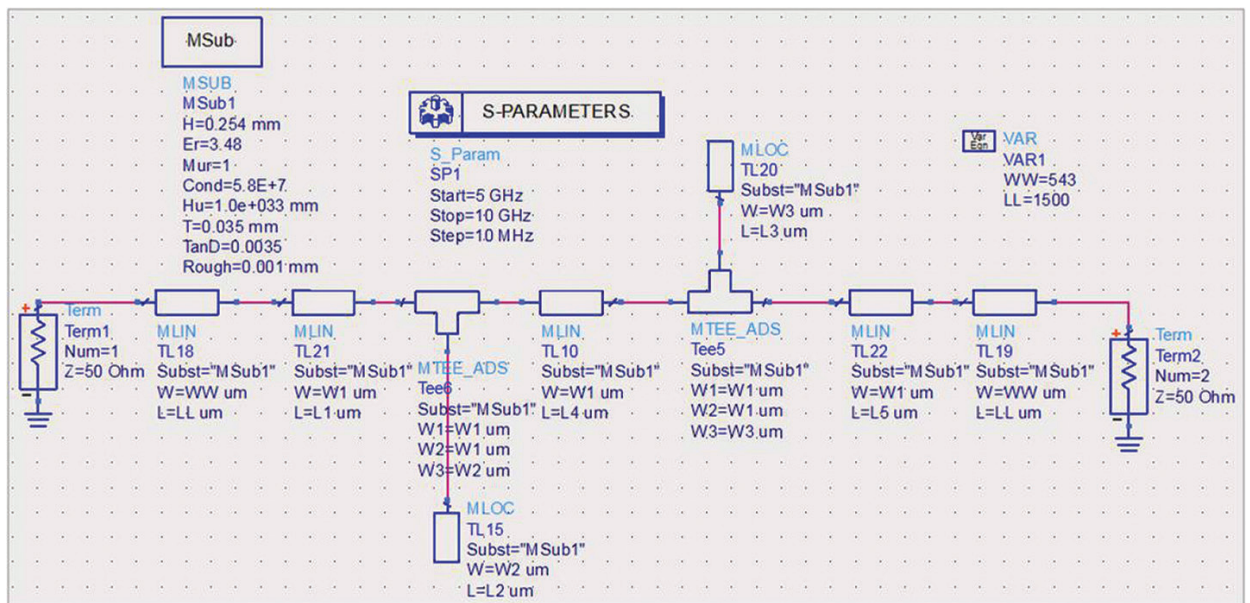 MSub
MSUB
MSub1
H=0.254 mm
Er=3.48
Mur=1
Cond=5.8E+7
Hu=1.0e+033 mm
T=0.035 mm
TanD=0.0035
Rough=0.001 mm
S-PARAMETERS
S_Param
SP1
Start=5 GHz
Stop=10 GHz
Step=10 MHz
MLOC
TL20
Subst="MSub1"
W=W3 um
L=L3 um
Var
Eqn
VAR
VAR1
WW=543
LL=1500
+
-
Term
Term1
Num=1
Z=50 Ohm
MLIN
TL18
Subst="MSub1"
W=WW um
L=LL um
MLIN
TL21
Subst="MSub1"
W=W1 um
L=L1 um
MTEE_ADS
Tee6
Subst="MSub1"
W1=W1 um
W2=W1 um
W3=W2 um
MLOC
TL15
Subst="MSub1"
W=W2 um
L=L2 um
MLIN
TL10
Subst="MSub1"
W=W1 um
L=L4 um
MTEE_ADS
Tee5
Subst="MSub1"
W1=W1 um
W2=W1 um
W3=W3 um
MLIN
TL22
Subst="MSub1"
W=W1 um
L=L5 um
MLIN
TL19
Subst="MSub1"
W=WW um
L=LL um
+
-
Term
Term2
Num=2
Z=50 Ohm